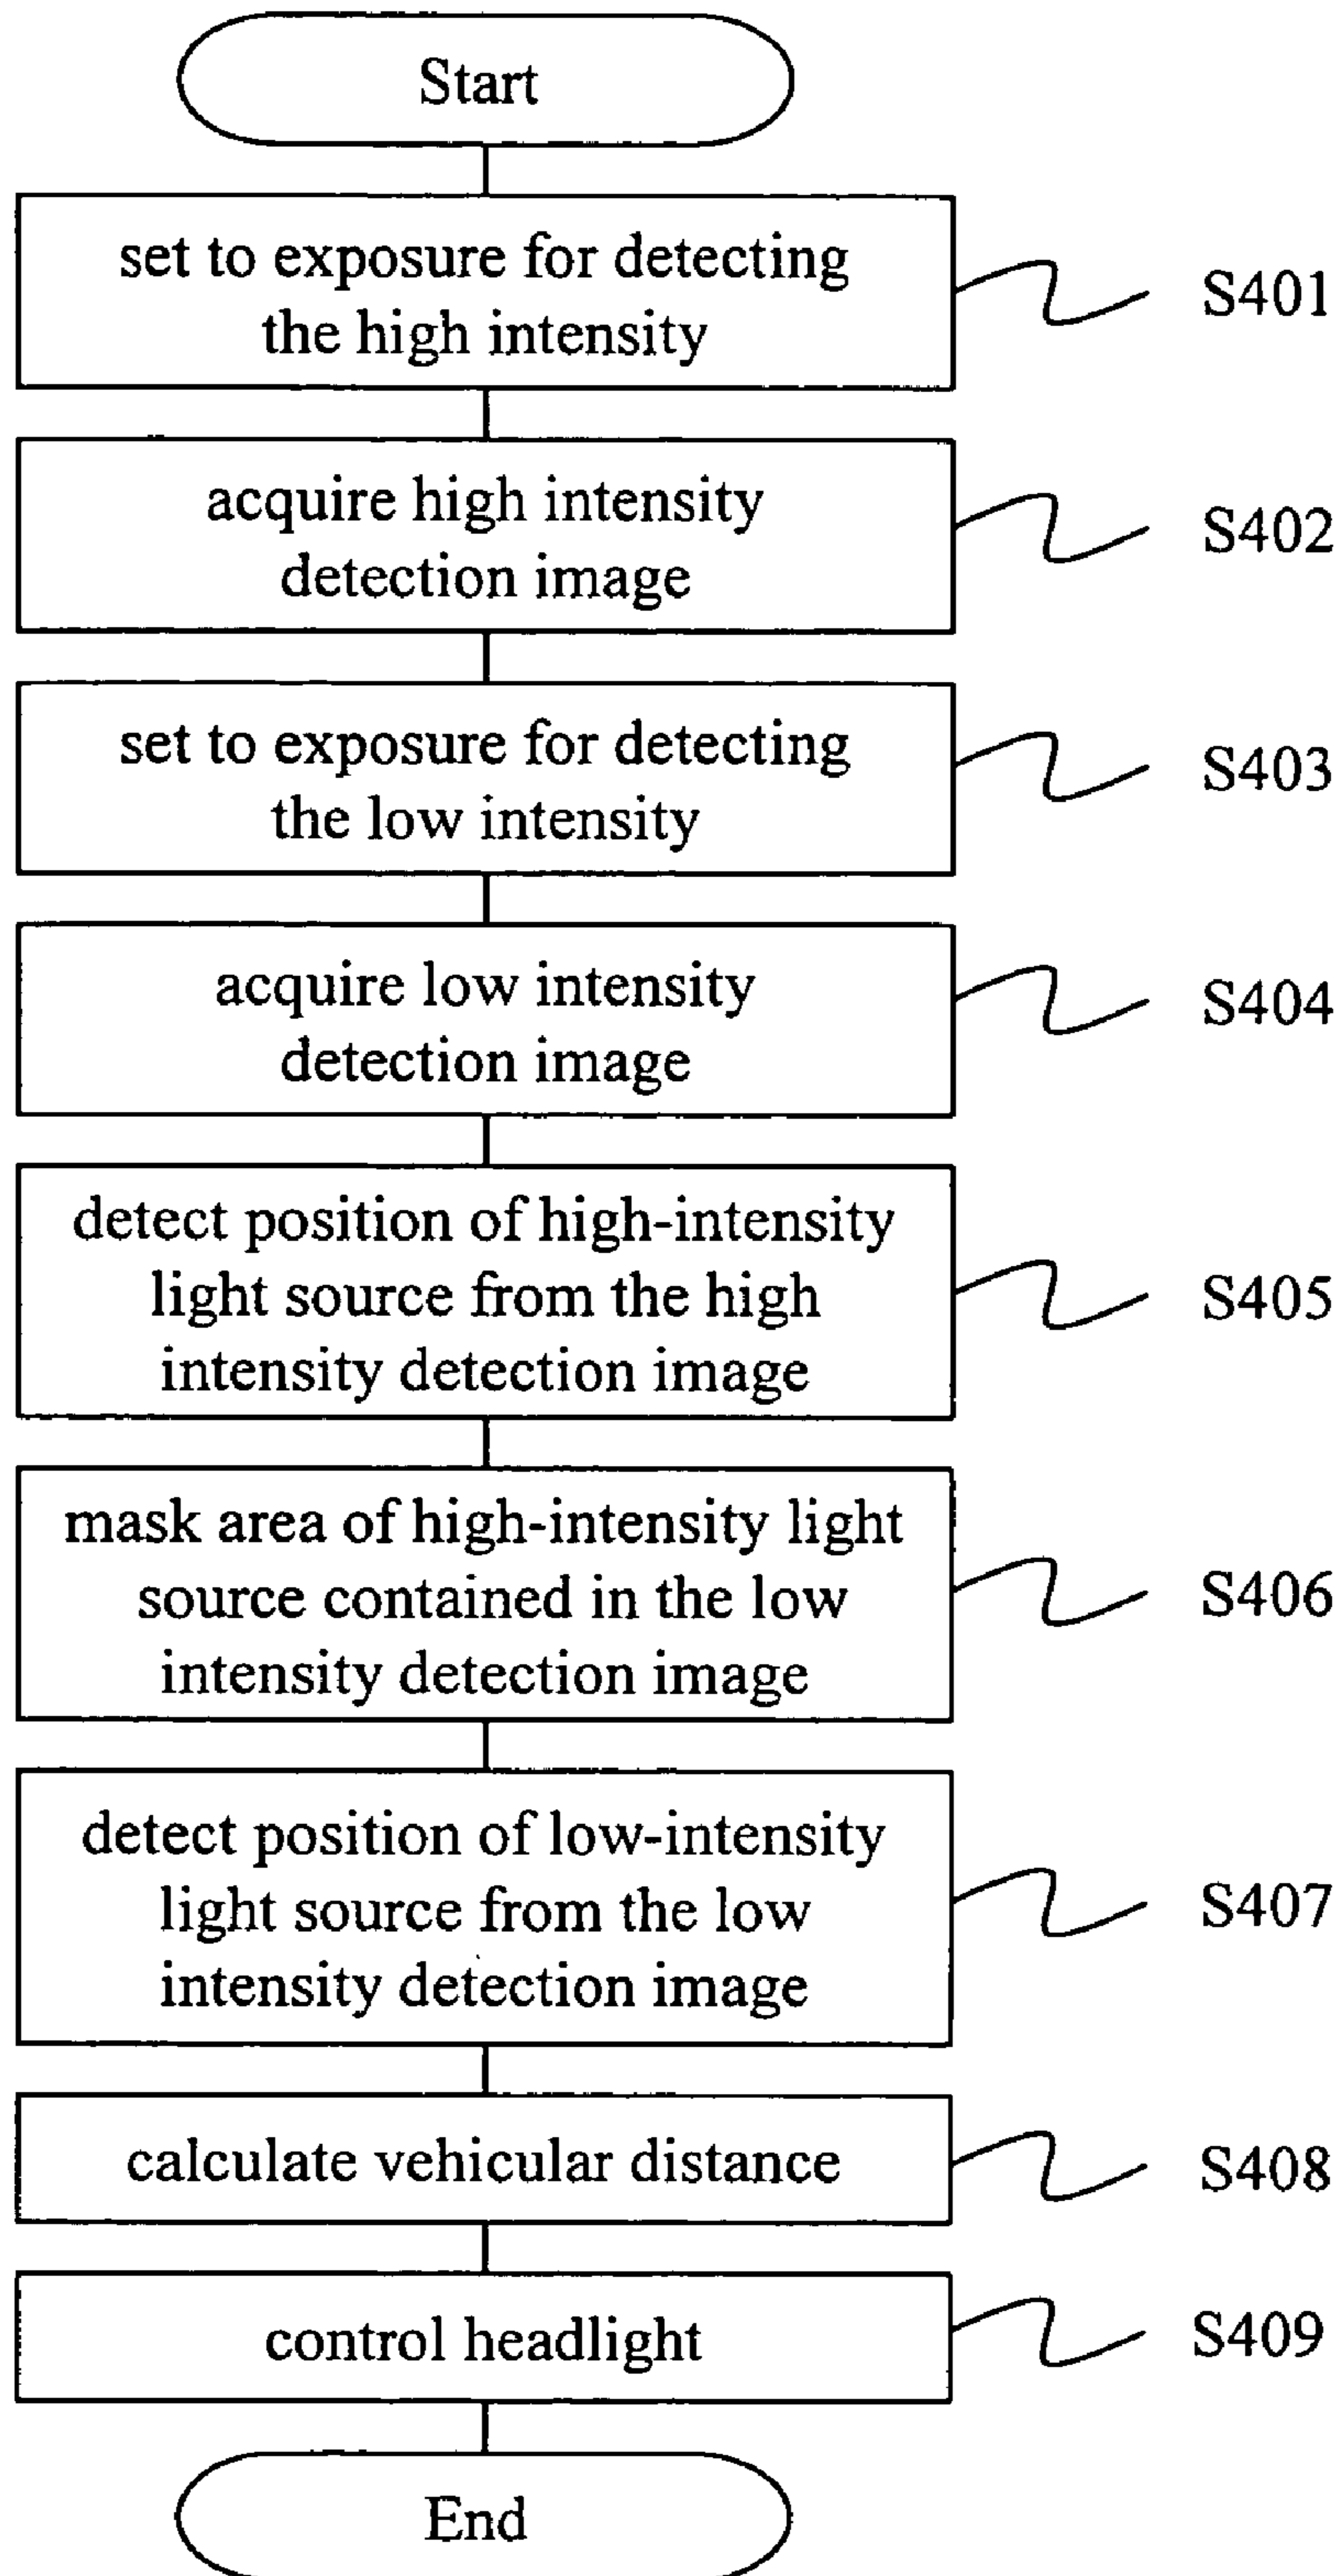 Start
set to exposure for detecting
the high intensity
S401
acquire high intensity
detection image
S402
set to exposure for detecting
the low intensity
S403
acquire low intensity
detection image
S404
detect position of high-intensity
light source from the high
intensity detection image
S405
mask area of high-intensity light
source contained in the low
intensity detection image
S406
detect position of low-intensity
light source from the low
intensity detection image
S407
calculate vehicular distance
S408
control headlight
S409
End